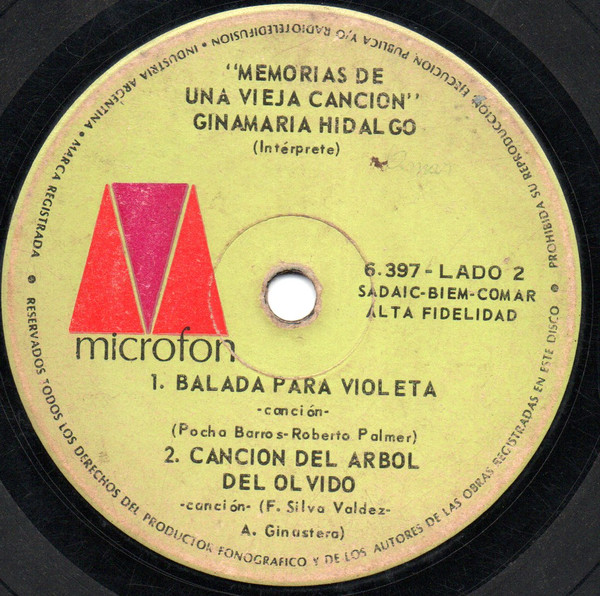 "MEMORIAS DE
UNA VIEJA CANCION"
GINAMARIA HIDALGO
(Intérprete)
6.397-LADO 2
SADAIC-BIEM-COMAR
ALTA FIDELIDAD
microfon
1. BALADA PARA VIOLETA
-canción-
(Pocha Barros-Roberto Palmer)
2. CANCION DEL ARBOL
DEL OLVIDO
-canción- (F. Silva Valdez-
A. Ginastera)
INDUSTRIA ARGENTINA • MARCA REGISTRADA
RESERVADOS TODOS LOS DERECHOS DEL PRODUCTOR FONOGRAFICO Y DE LOS AUTORES DE LAS OBRAS REGISTRADAS EN ESTE DISCO
PROHIBIDA SU REPRODUCCION, EJECUCION PUBLICA Y/O RADIOTELEDIFUSION